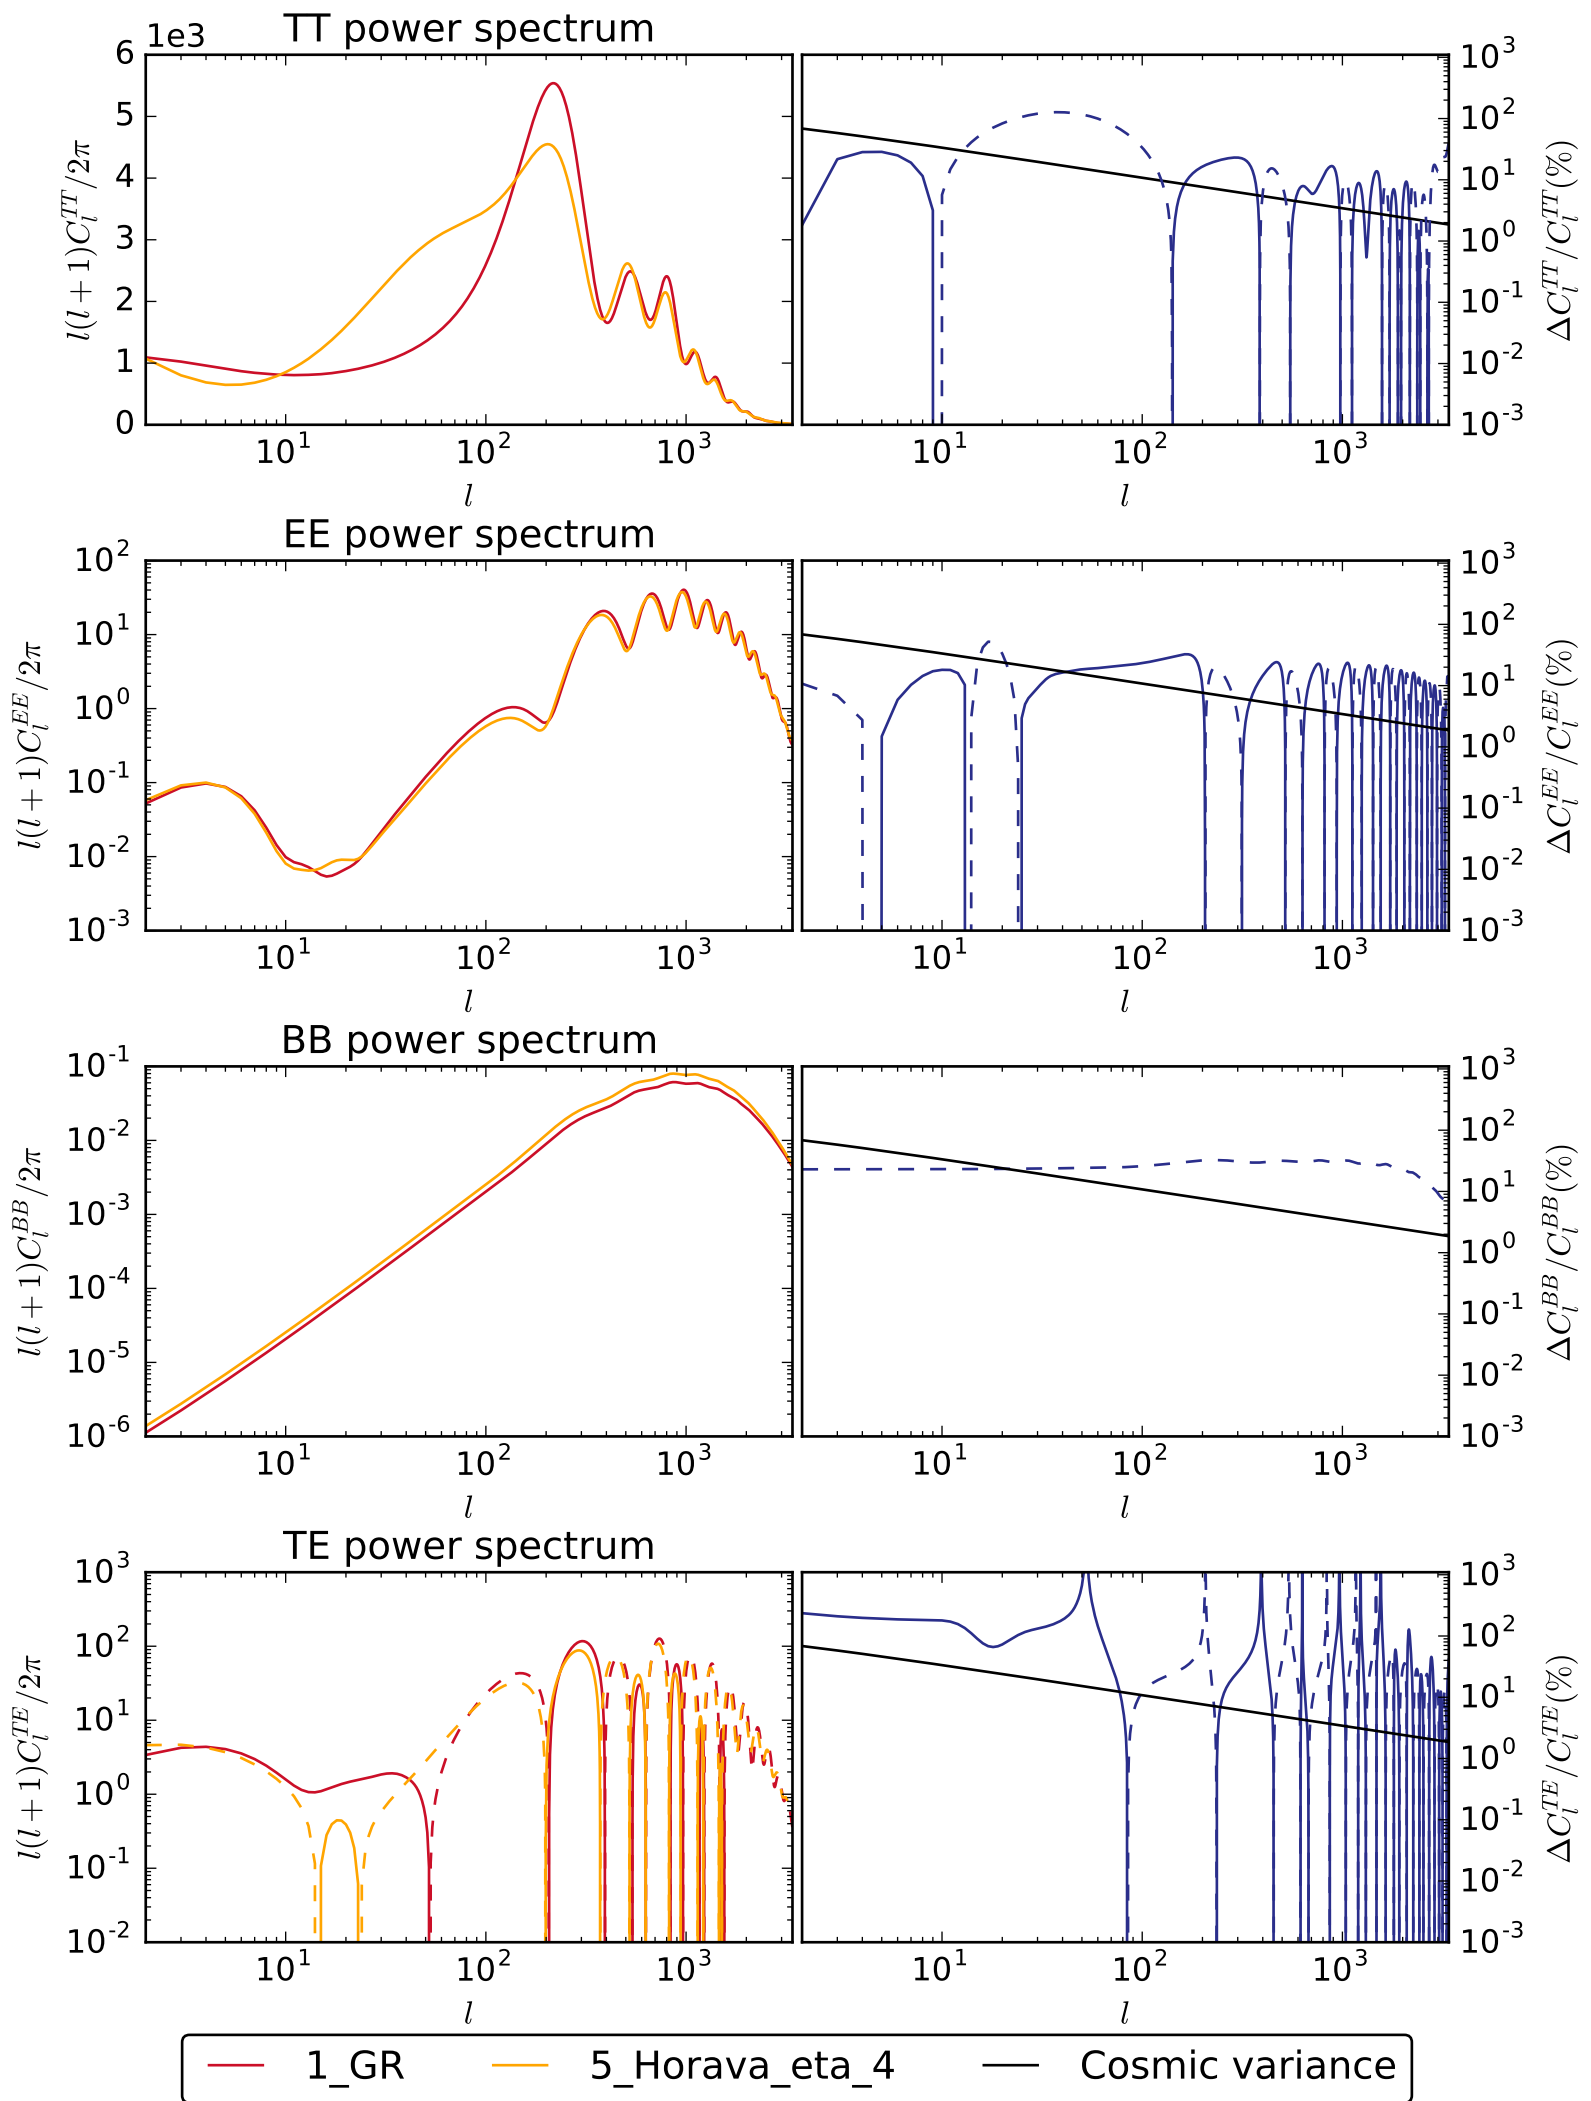 TT power spectrum
1e3
6
5
4
3
2
1
0
l(l+1)C_l^{TT}/2π
10^1 10^2 10^3
l
10^3
10^2
10^1
10^0
10^-1
10^-2
10^-3
ΔC_l^{TT}/C_l^{TT}(%)
10^1 10^2 10^3
l
EE power spectrum
10^2
10^1
10^0
10^-1
10^-2
10^-3
l(l+1)C_l^{EE}/2π
10^1 10^2 10^3
l
10^3
10^2
10^1
10^0
10^-1
10^-2
10^-3
ΔC_l^{EE}/C_l^{EE}(%)
10^1 10^2 10^3
l
BB power spectrum
10^-1
10^-2
10^-3
10^-4
10^-5
10^-6
l(l+1)C_l^{BB}/2π
10^1 10^2 10^3
l
10^3
10^2
10^1
10^0
10^-1
10^-2
10^-3
ΔC_l^{BB}/C_l^{BB}(%)
10^1 10^2 10^3
l
TE power spectrum
10^3
10^2
10^1
10^0
10^-1
10^-2
l(l+1)C_l^{TE}/2π
10^1 10^2 10^3
l
10^3
10^2
10^1
10^0
10^-1
10^-2
10^-3
ΔC_l^{TE}/C_l^{TE}(%)
10^1 10^2 10^3
l
1_GR 5_Horava_eta_4 Cosmic variance